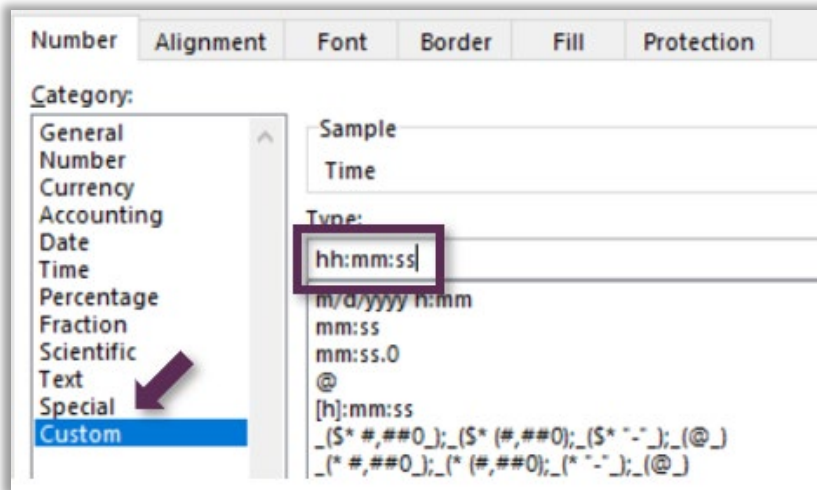 Number Alignment Font Border Fill Protection
Category:
General
Number
Currency
Accounting
Date
Time
Percentage
Fraction
Scientific
Text
Special
Custom
Sample
Time
Type:
hh:mm:ss
m/d/yyyy h:mm
mm:ss
mm:ss.0
@
[h]:mm:ss
_($* #,##0_);_($* (#,##0);_($* "-"_);_(@_)
_(* #,##0_);_(* (#,##0);_(* "-"_);_(@_)